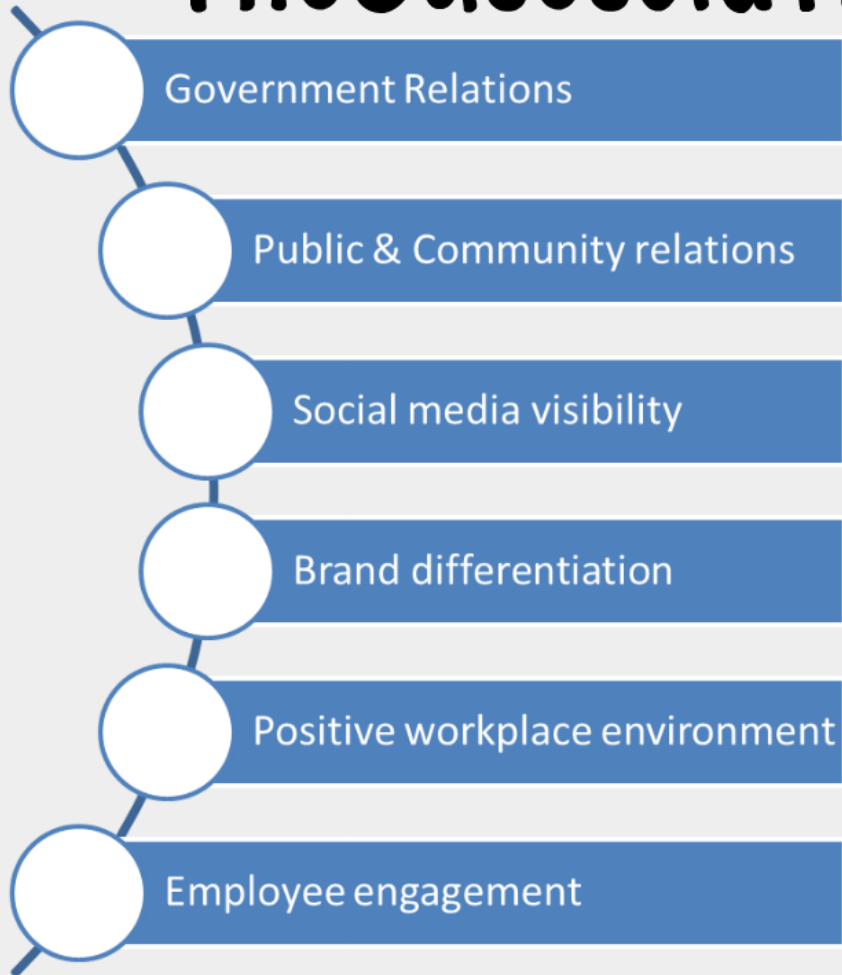 Government Relations
Public & Community relations
Social media visibility
Brand differentiation
Positive workplace environment
Employee engagement